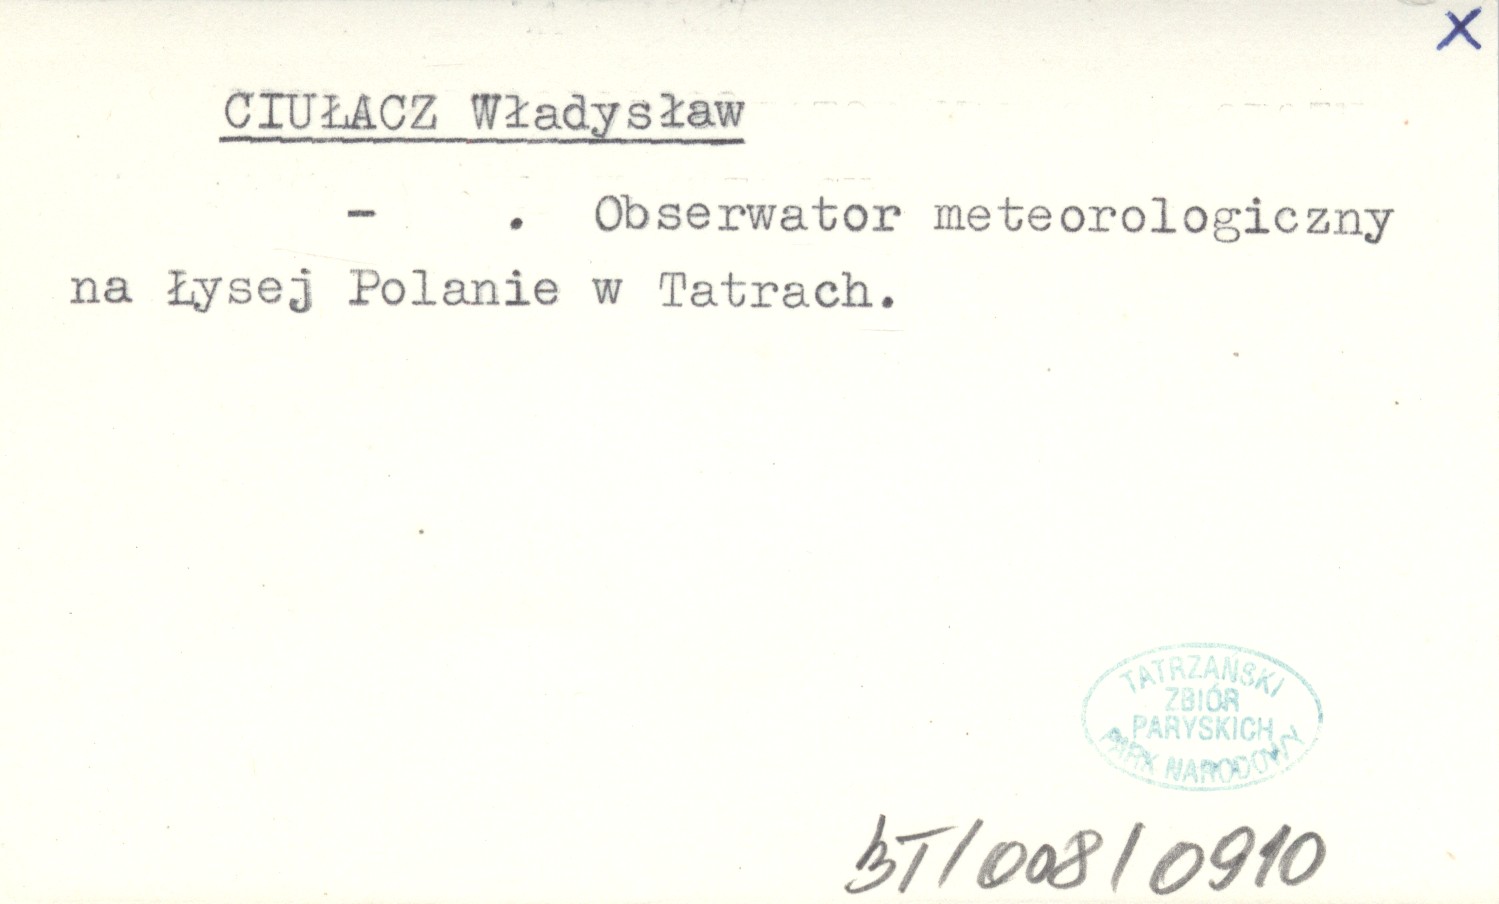 X
CIUŁACZ Władysław
- . Obserwator meteorologiczny
na Łysej Polanie w Tatrach.
TATRZAŃSKI
ZBIÓR
PARYSKICH
PARK NARODOWY
BT/008/0910